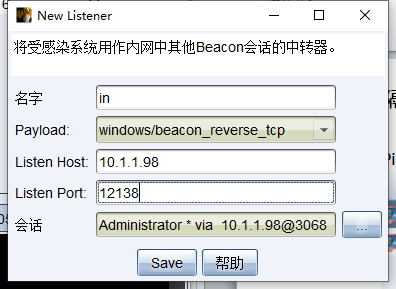 New Listener
将受感染系统用作内网中其他Beacon会话的中转器。
名字 in
Payload: windows/beacon_reverse_tcp
Listen Host: 10.1.1.98
Listen Port: 12138
会话 Administrator * via 10.1.1.98@3068 ...
Save 帮助